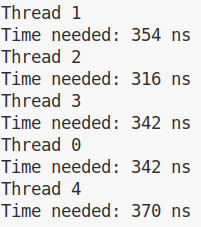 Thread 1
Time needed: 354 ns
Thread 2
Time needed: 316 ns
Thread 3
Time needed: 342 ns
Thread 0
Time needed: 342 ns
Thread 4
Time needed: 370 ns